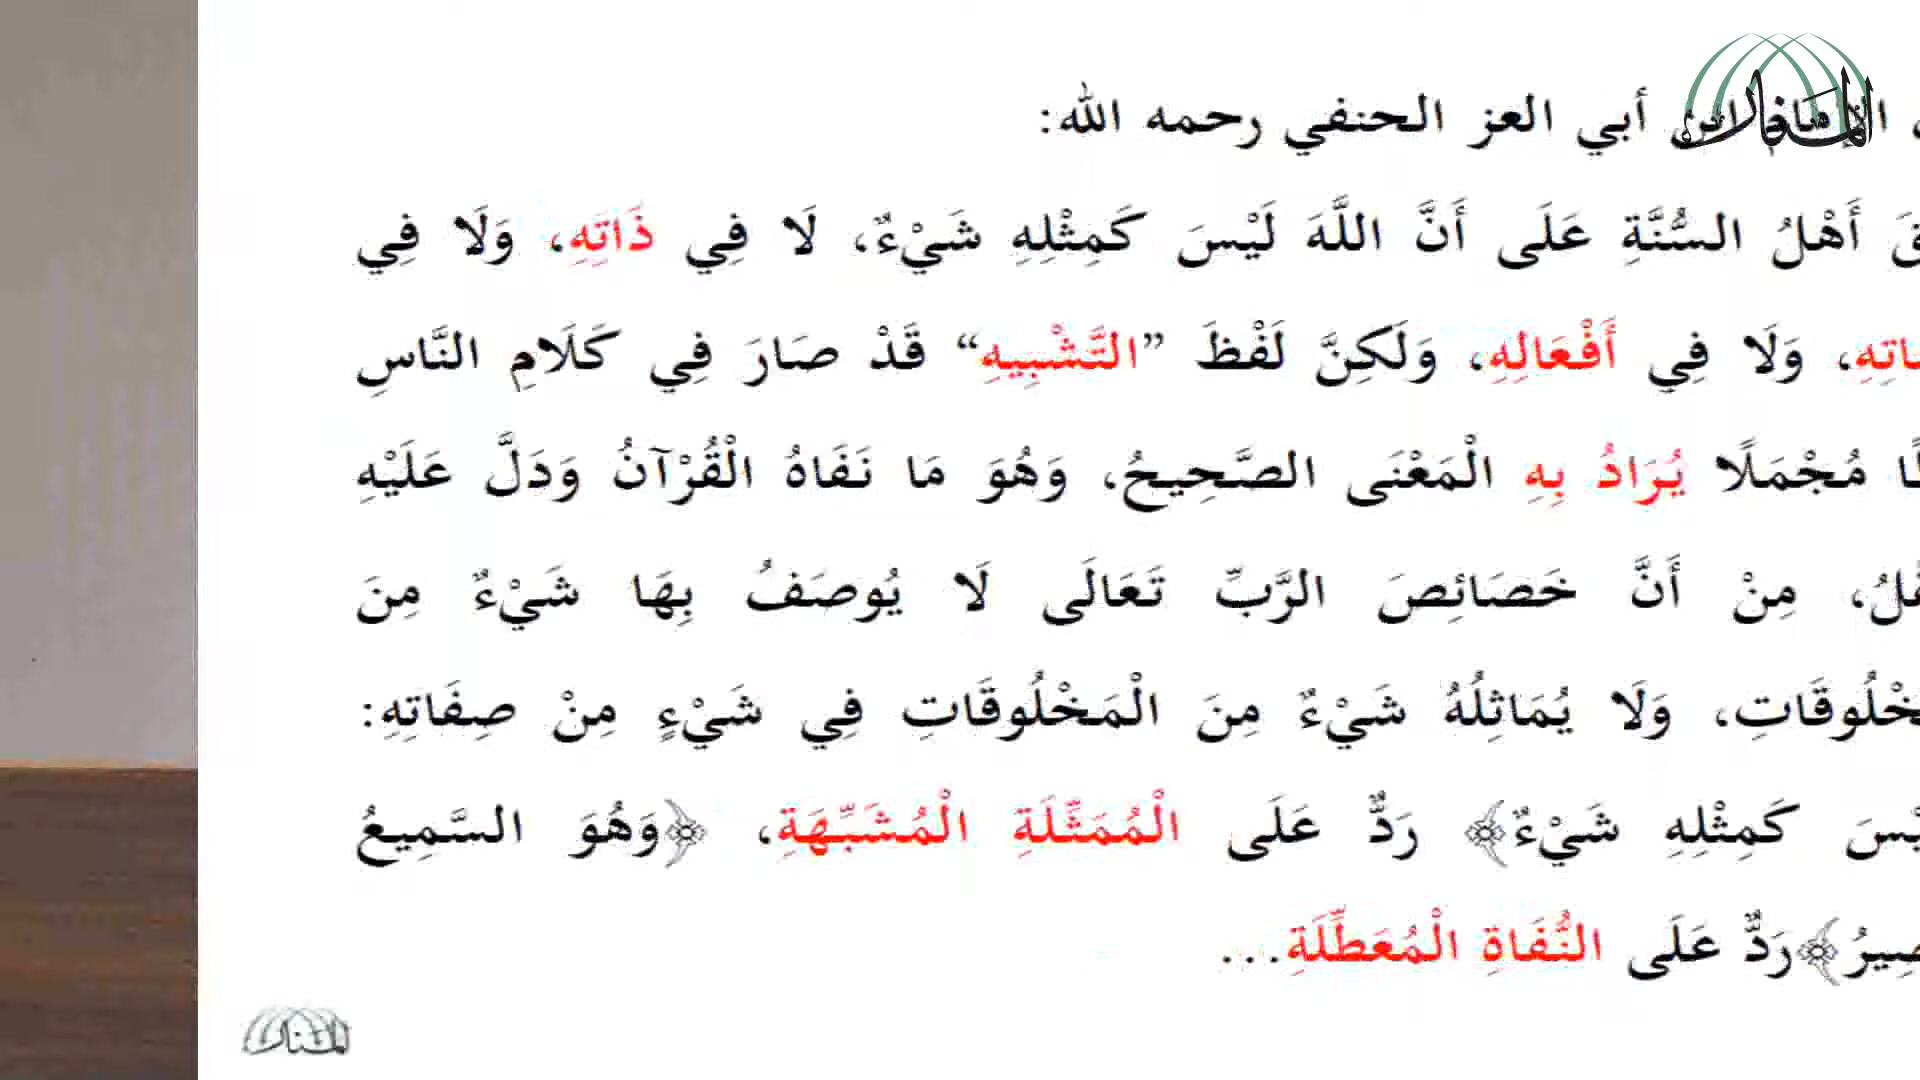 أبي العز الحنفي رحمه الله:
أَهْلُ السُّنَّةِ عَلَى أَنَّ اللَّهَ لَيْسَ كَمِثْلِهِ شَيْءٌ، لَا فِي ذَاتِهِ، وَلَا فِي
وَلَا فِي أَفْعَالِهِ، وَلَكِنَّ لَفْظَ ”التَّشْبِيهِ“ قَدْ صَارَ فِي كَلَامِ النَّاسِ
مُجْمَلًا يُرَادُ بِهِ الْمَعْنَى الصَّحِيحُ، وَهُوَ مَا نَفَاهُ الْقُرْآنُ وَدَلَّ عَلَيْهِ
مِنْ أَنَّ خَصَائِصَ الرَّبِّ تَعَالَى لَا يُوصَفُ بِهَا شَيْءٌ مِنَ
وَلَا يُمَاثِلُهُ شَيْءٌ مِنَ الْمَخْلُوقَاتِ فِي شَيْءٍ مِنْ صِفَاتِهِ:
كَمِثْلِهِ شَيْءٌ﴾ رَدٌّ عَلَى الْمُمَثِّلَةِ الْمُشَبِّهَةِ، ﴿وَهُوَ السَّمِيعُ
رَدٌّ عَلَى النُّفَاةِ الْمُعَطِّلَةِ...
المنار